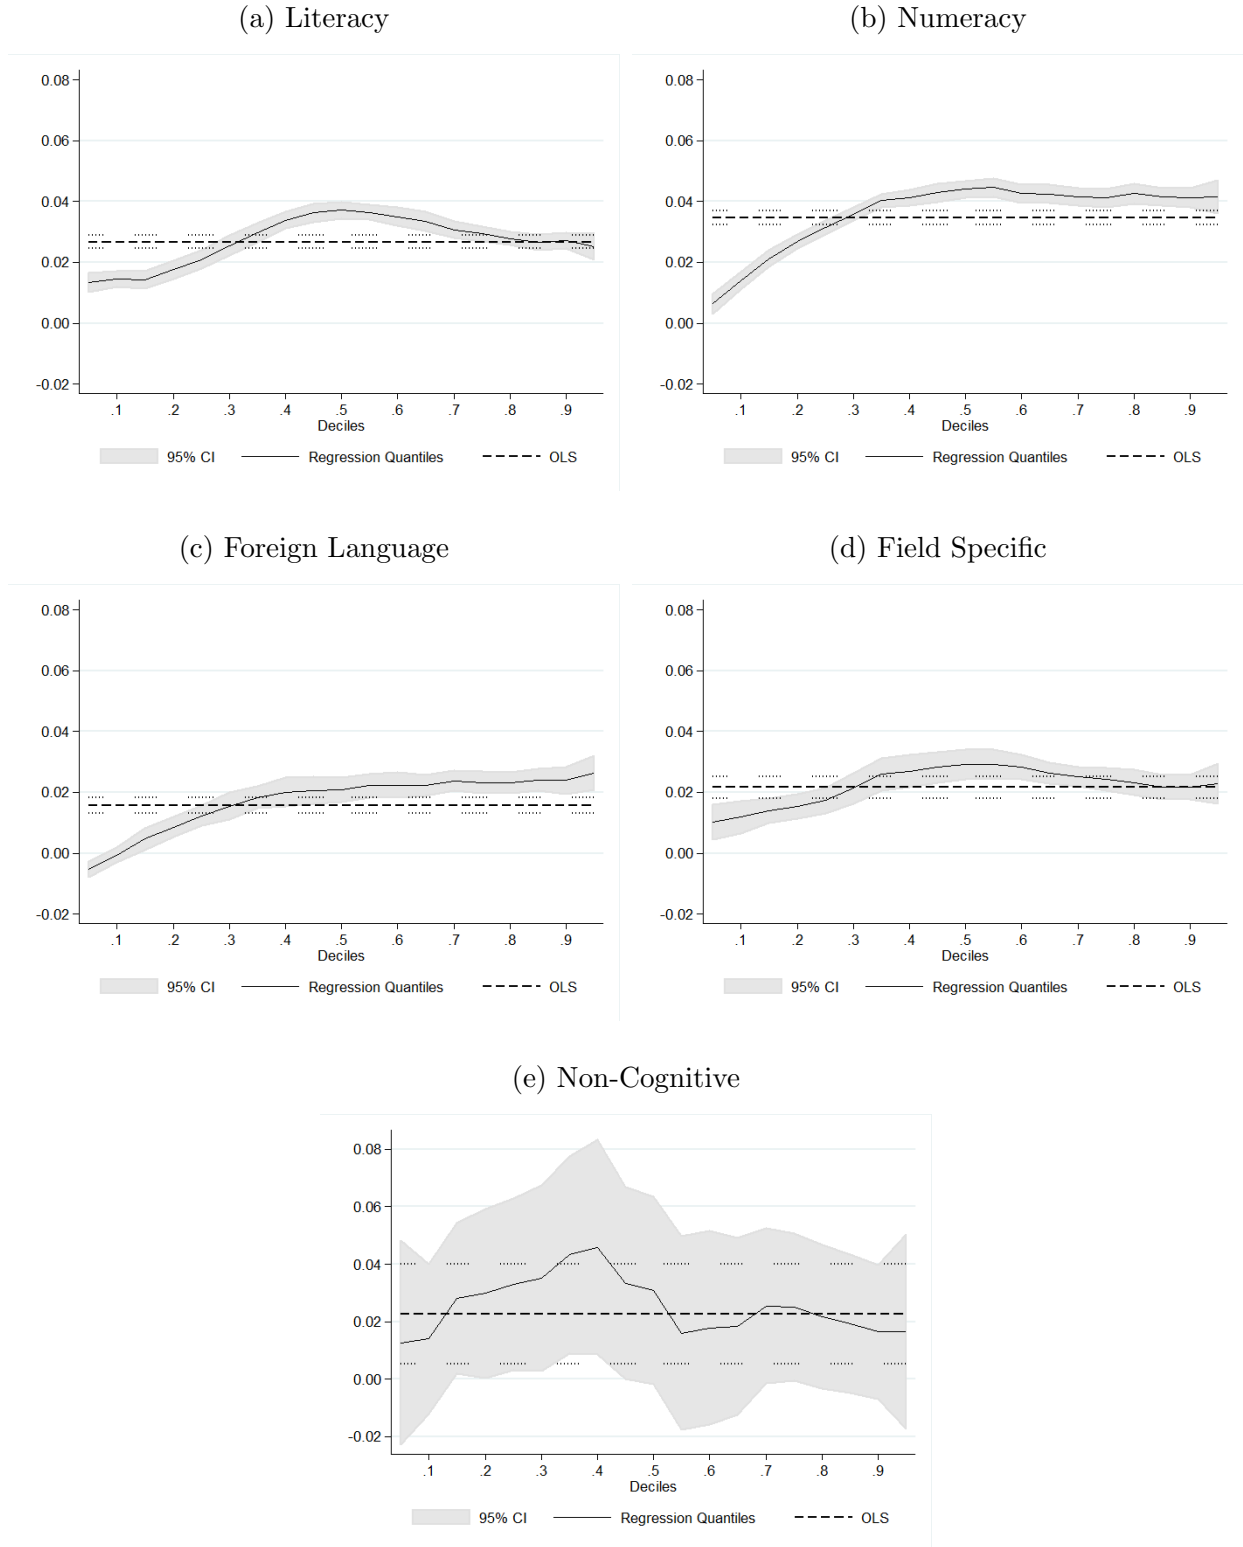 (a) Literacy
0.08
0.06
0.04
0.02
0.00
-0.02
.1 .2 .3 .4 .5 .6 .7 .8 .9
Deciles
95% CI Regression Quantiles OLS
(b) Numeracy
0.08
0.06
0.04
0.02
0.00
-0.02
.1 .2 .3 .4 .5 .6 .7 .8 .9
Deciles
95% CI Regression Quantiles OLS
(c) Foreign Language
0.08
0.06
0.04
0.02
0.00
-0.02
.1 .2 .3 .4 .5 .6 .7 .8 .9
Deciles
95% CI Regression Quantiles OLS
(d) Field Specific
0.08
0.06
0.04
0.02
0.00
-0.02
.1 .2 .3 .4 .5 .6 .7 .8 .9
Deciles
95% CI Regression Quantiles OLS
(e) Non-Cognitive
0.08
0.06
0.04
0.02
0.00
-0.02
.1 .2 .3 .4 .5 .6 .7 .8 .9
Deciles
95% CI Regression Quantiles OLS